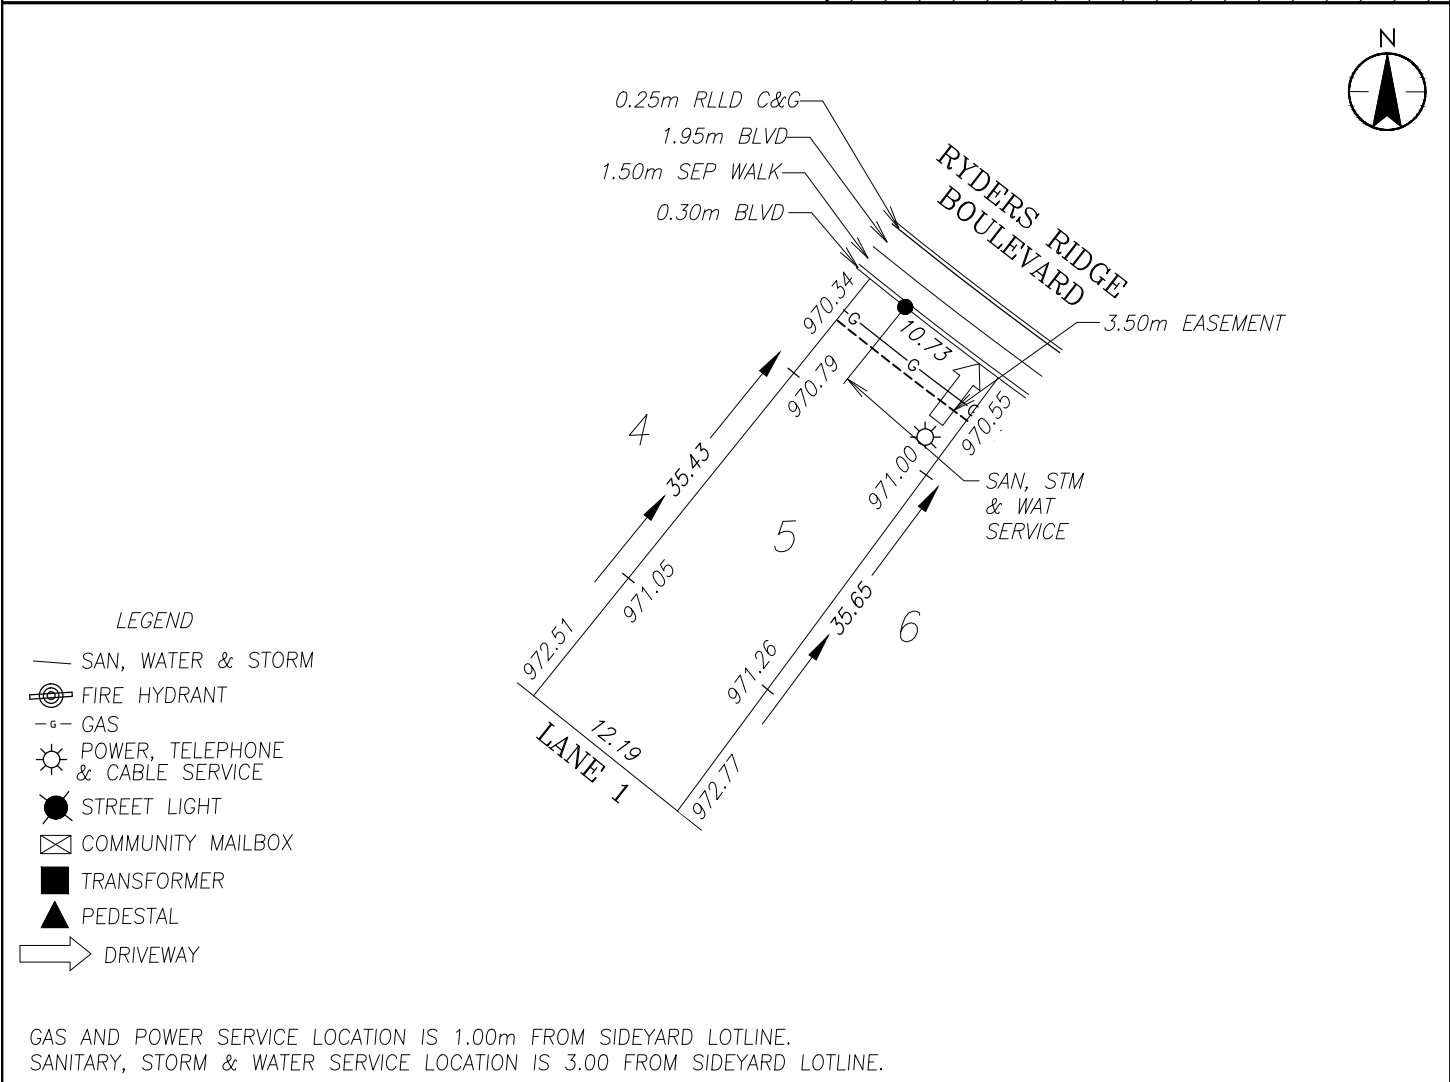 N
0.25m RLLD C&G
1.95m BLVD
1.50m SEP WALK
0.30m BLVD
RYDERS RIDGE
BOULEVARD
3.50m EASEMENT
970.34
G
10.73
G
G
970.79
970.55
4
35.43
971.00
SAN, STM
& WAT
SERVICE
5
971.05
35.65
6
972.51
971.26
12.19
LANE 1
972.77
LEGEND
SAN, WATER & STORM
FIRE HYDRANT
G GAS
POWER, TELEPHONE
& CABLE SERVICE
STREET LIGHT
COMMUNITY MAILBOX
TRANSFORMER
PEDESTAL
DRIVEWAY
GAS AND POWER SERVICE LOCATION IS 1.00m FROM SIDEYARD LOTLINE.
SANITARY, STORM & WATER SERVICE LOCATION IS 3.00 FROM SIDEYARD LOTLINE.